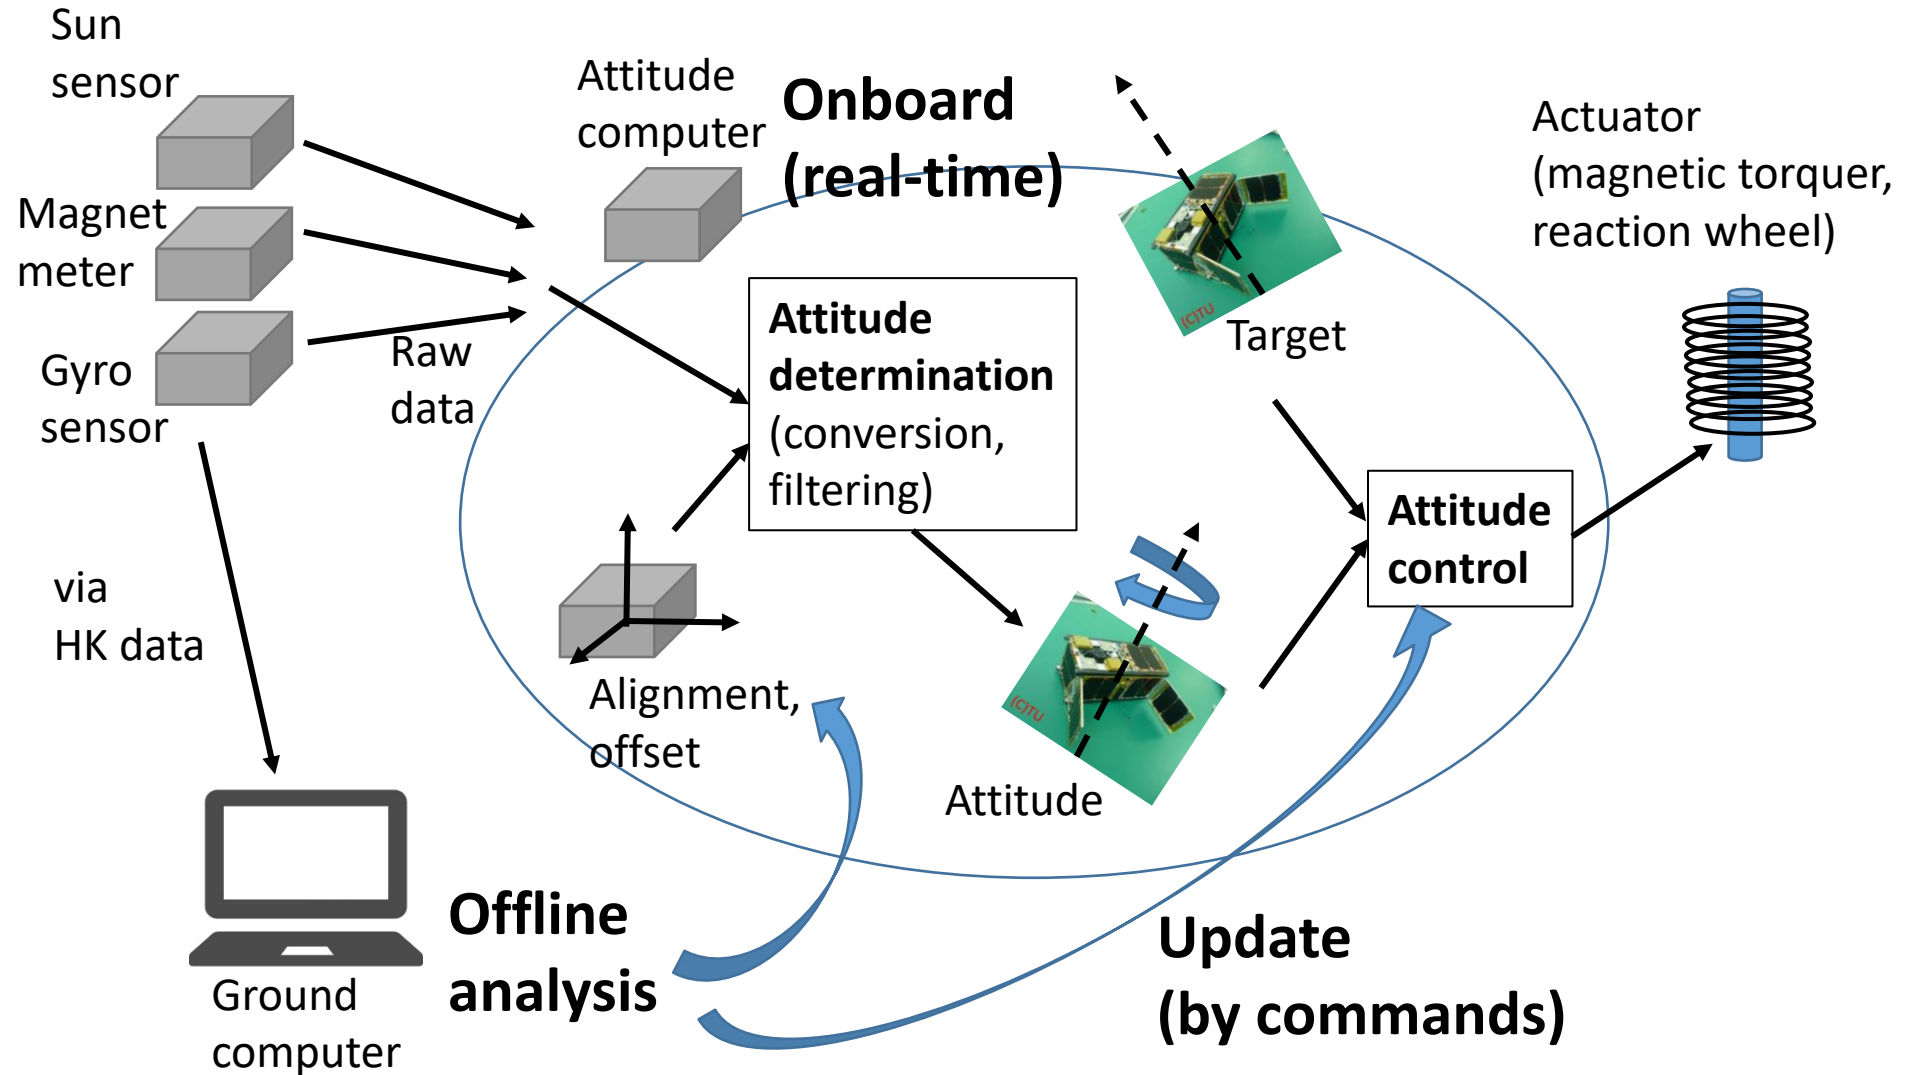 Sun
sensor
Magnet
meter
Gyro
sensor
Raw
data
via
HK data
Ground
computer
Attitude
computer
Onboard
(real-time)
Attitude
determination
(conversion,
filtering)
Alignment,
offset
(C)TU
Target
(C)TU
Attitude
Attitude
control
Actuator
(magnetic torquer,
reaction wheel)
Offline
analysis
Update
(by commands)